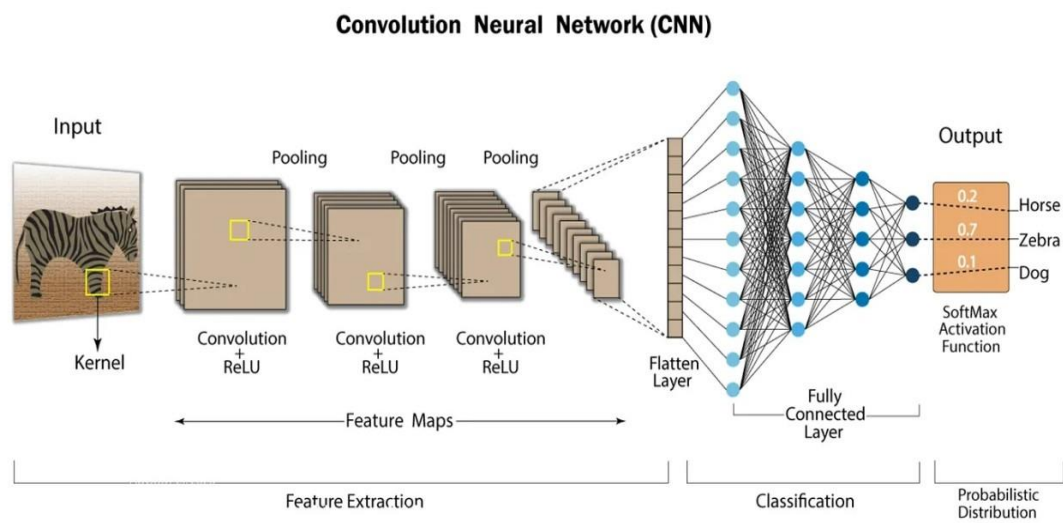 Convolution Neural Network (CNN)
Input
Pooling
Pooling
Pooling
Output
0.2
Horse
0.7
Zebra
0.1
Dog
SoftMax
Activation
Function
Kernel
Convolution
+
ReLU
Convolution
+
ReLU
Convolution
+
ReLU
Flatten
Layer
Fully
Connected
Layer
Feature Maps
Feature Extraction
Classification
Probabilistic
Distribution